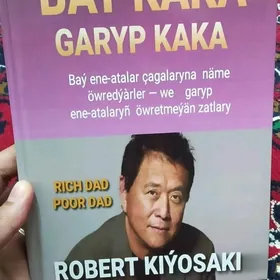 BAÝ KAKA
GARYP KAKA
Baý ene-atalar çagalaryna näme
öwredýärler — we garyp
ene-atalaryň öwretmeýän zatlary
RICH DAD
POOR DAD
ROBERT KIÝOSAKI